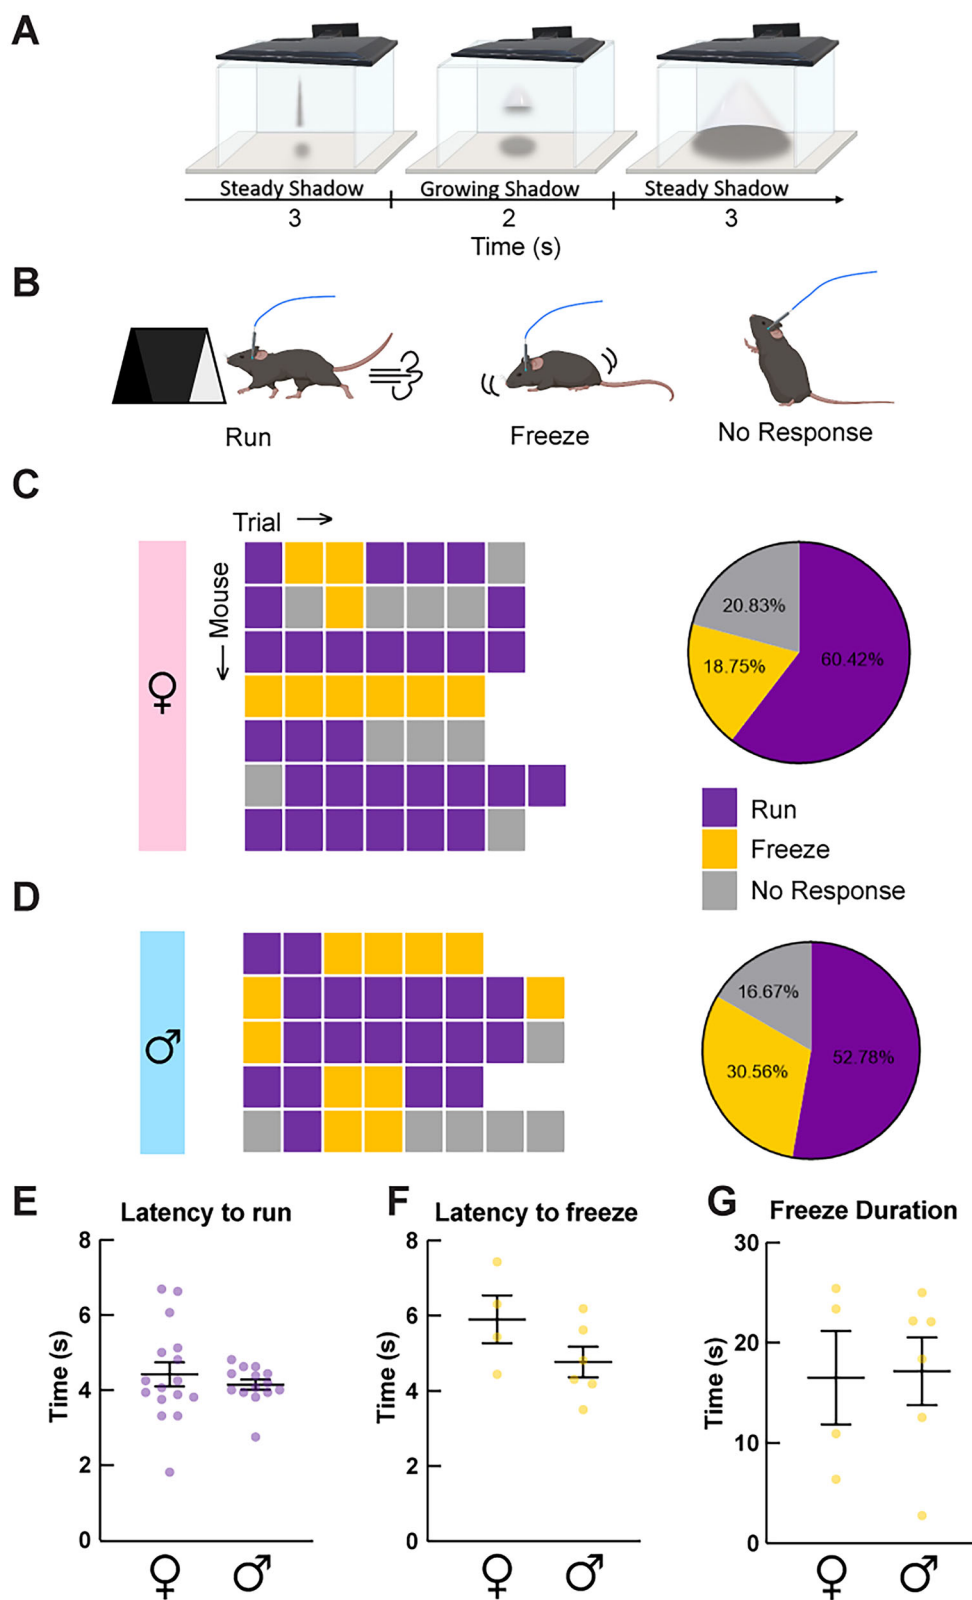 A
Steady Shadow
Growing Shadow
Steady Shadow
3
2
3
Time (s)
B
Run
Freeze
No Response
C
Trial →
← Mouse
♀
20.83%
18.75%
60.42%
Run
Freeze
No Response
D
♂
16.67%
30.56%
52.78%
E
Latency to run
8
6
4
2
0
Time (s)
♀ ♂
F
Latency to freeze
8
6
4
2
0
♀ ♂
G
Freeze Duration
30
20
10
0
Time (s)
♀ ♂